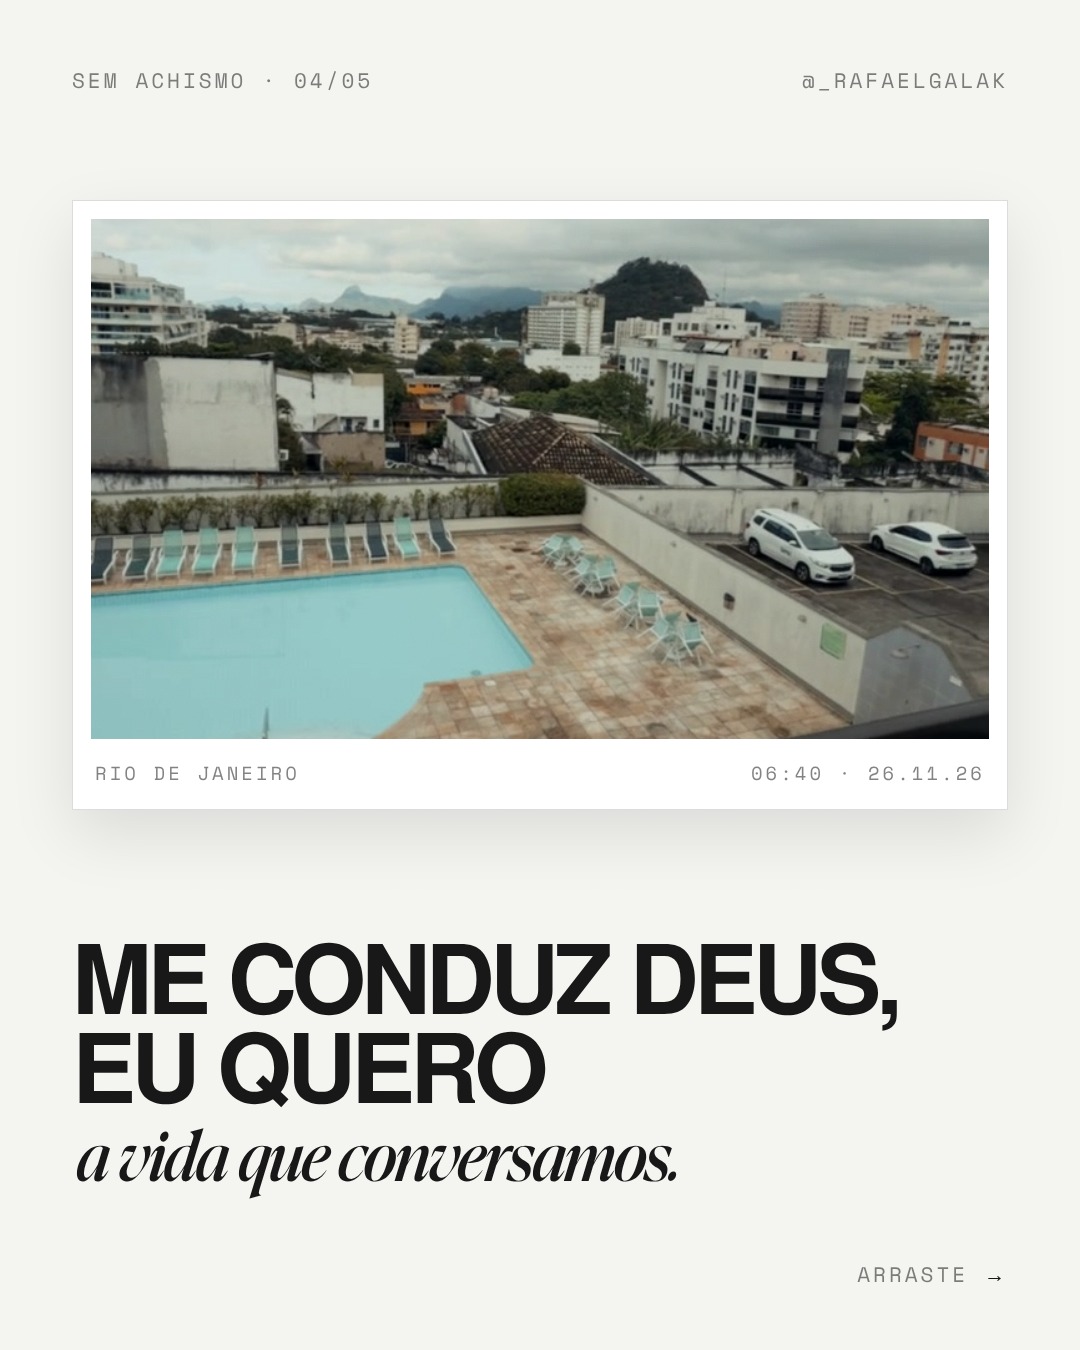 SEM ACHISMO · 04/05
@_RAFAELGALAK
RIO DE JANEIRO
06:40 · 26.11.26
ME CONDUZ DEUS,
EU QUERO
a vida que conversamos.
ARRASTE →